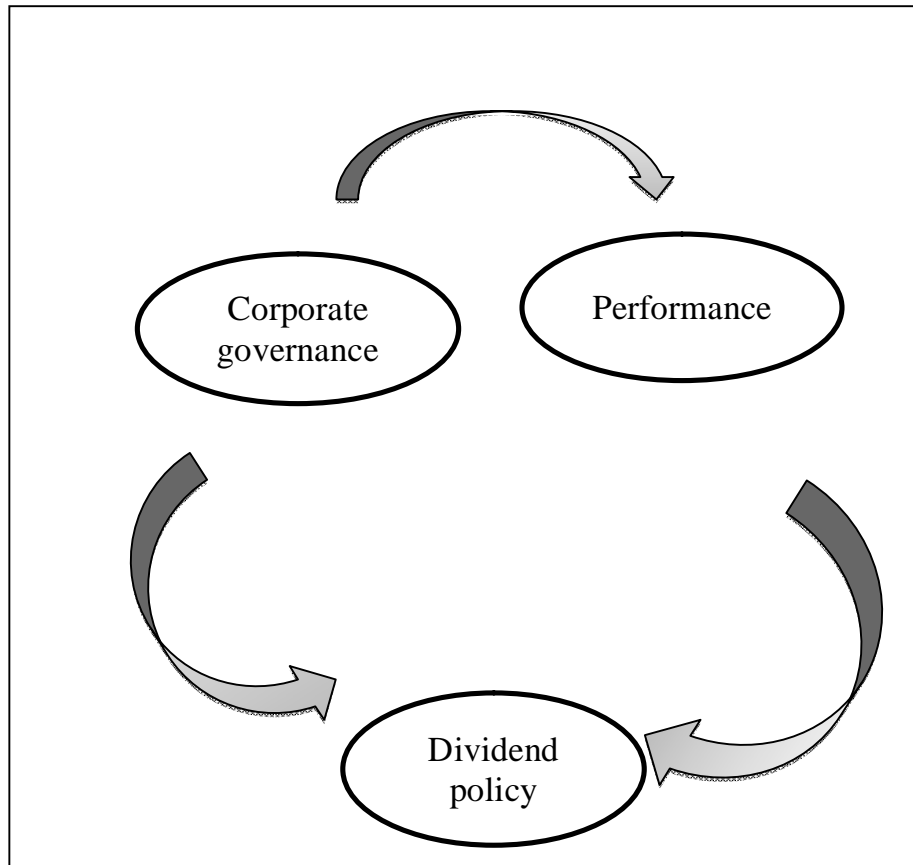 Corporate
governance
Performance
Dividend
policy